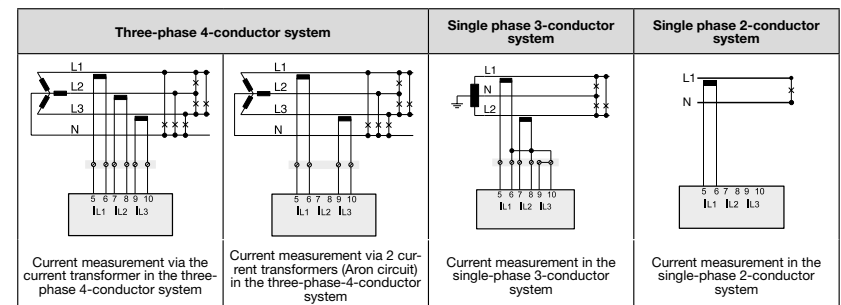 Three-phase 4-conductor system
Single phase 3-conductor
system
Single phase 2-conductor
system
L1
L2
L3
N
5 6 7 8 9 10
IL1 IL2 IL3
L1
L2
L3
N
5 6 7 8 9 10
IL1 IL2 IL3
L1
N
L2
5 6 7 8 9 10
IL1 IL2 IL3
L1
N
5 6 7 8 9 10
IL1 IL2 IL3
Current measurement via the
current transformer in the three-
phase 4-conductor system
Current measurement via 2 cur-
rent transformers (Aron circuit)
in the three-phase-4-conductor
system
Current measurement in the
single-phase 3-conductor
system
Current measurement in the
single-phase 2-conductor
system